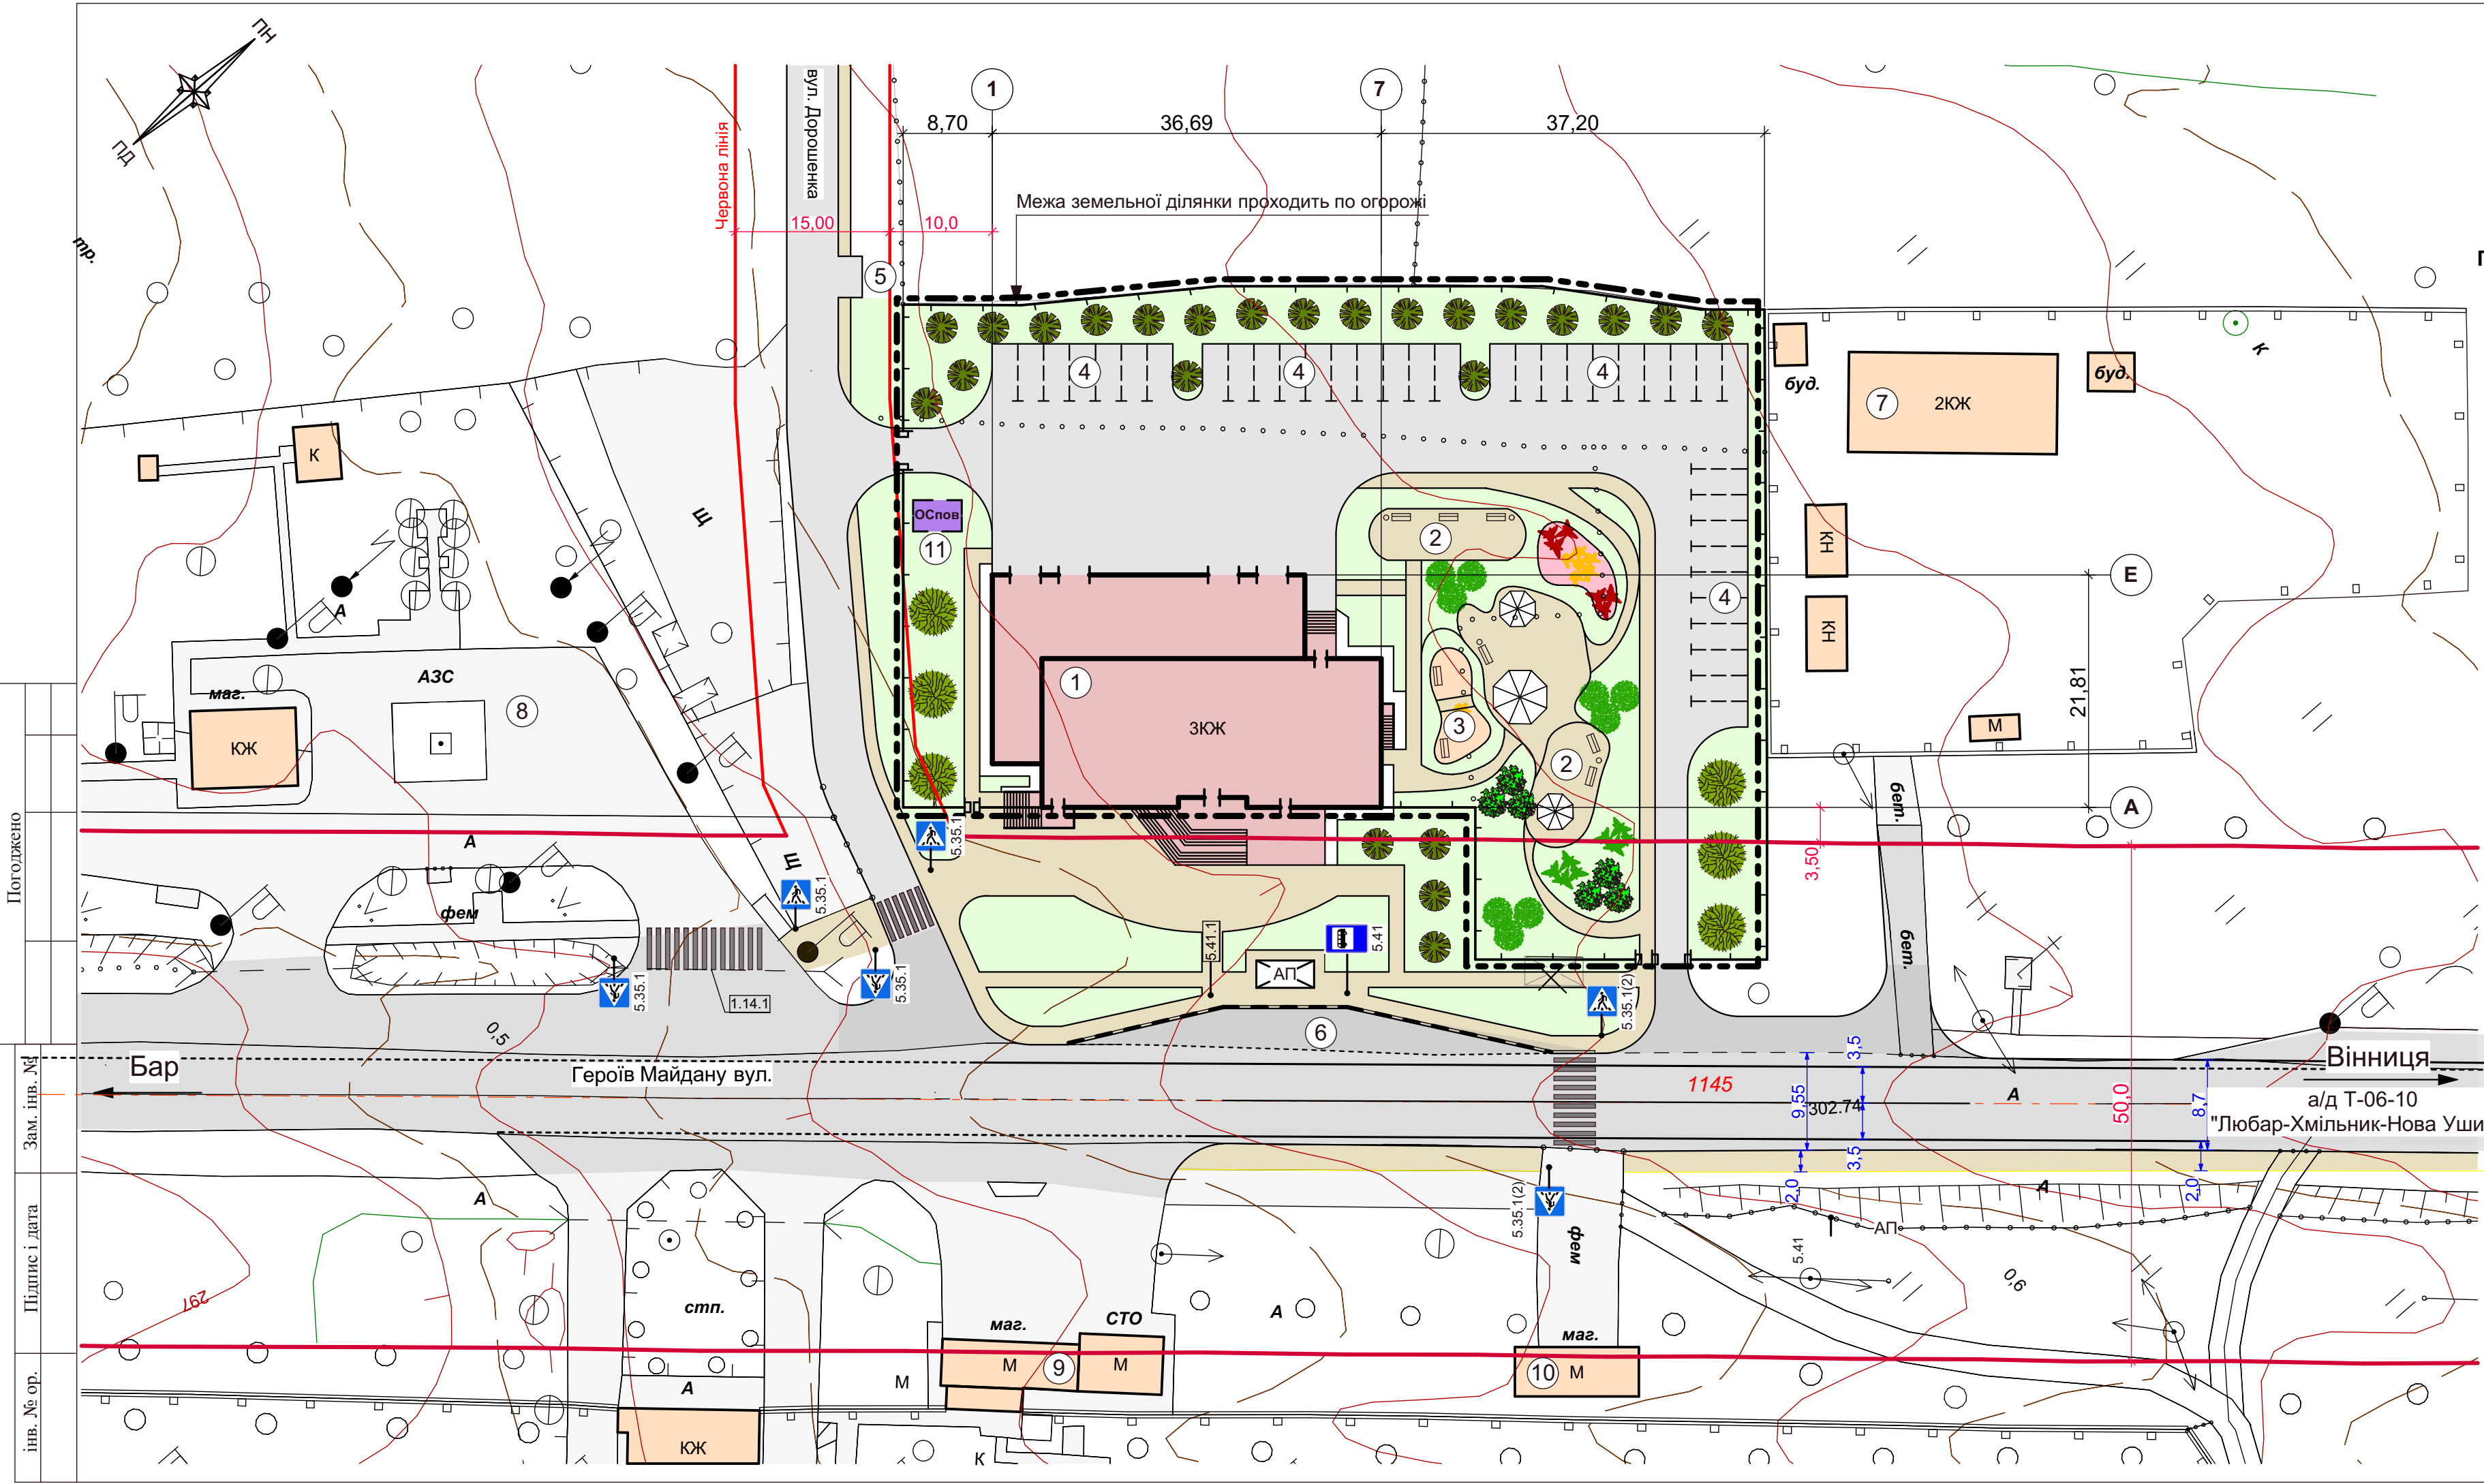 ПН
ПД
вул. Дорошенка
Червона лінія
1
7
8,70
36,69
37,20
Межа земельної ділянки проходить по огорожі
15,00
10,0
тр.
5
4
4
4
буд.
7
2КЖ
буд.
К
К
Щ
А
ОСпов
11
2
КН
Е
4
КН
маг.
АЗС
8
КЖ
1
3КЖ
3
2
М
21,81
А
бет.
А
Щ
5.35.1
5.35.1
3,50
фем
5.41.1
5.41
АП
бет.
5.35.1
5.35.1
5.35.1(2)
1.14.1
0,5
6
Бар
Героїв Майдану вул.
1145
302.74
9,55
3,5
3,5
2,0
А
50,0
8,7
2,0
Вінниця
а/д Т-06-10
"Любар-Хмільник-Нова Уши
А
А
5.35.1(2)
фем
АП
5.41
0,6
297
стп.
маг.
СТО
А
маг.
М
9
М
10
М
А
М
КЖ
К
Погоджено
Зам. інв. №
Підпис і дата
інв. № ор.